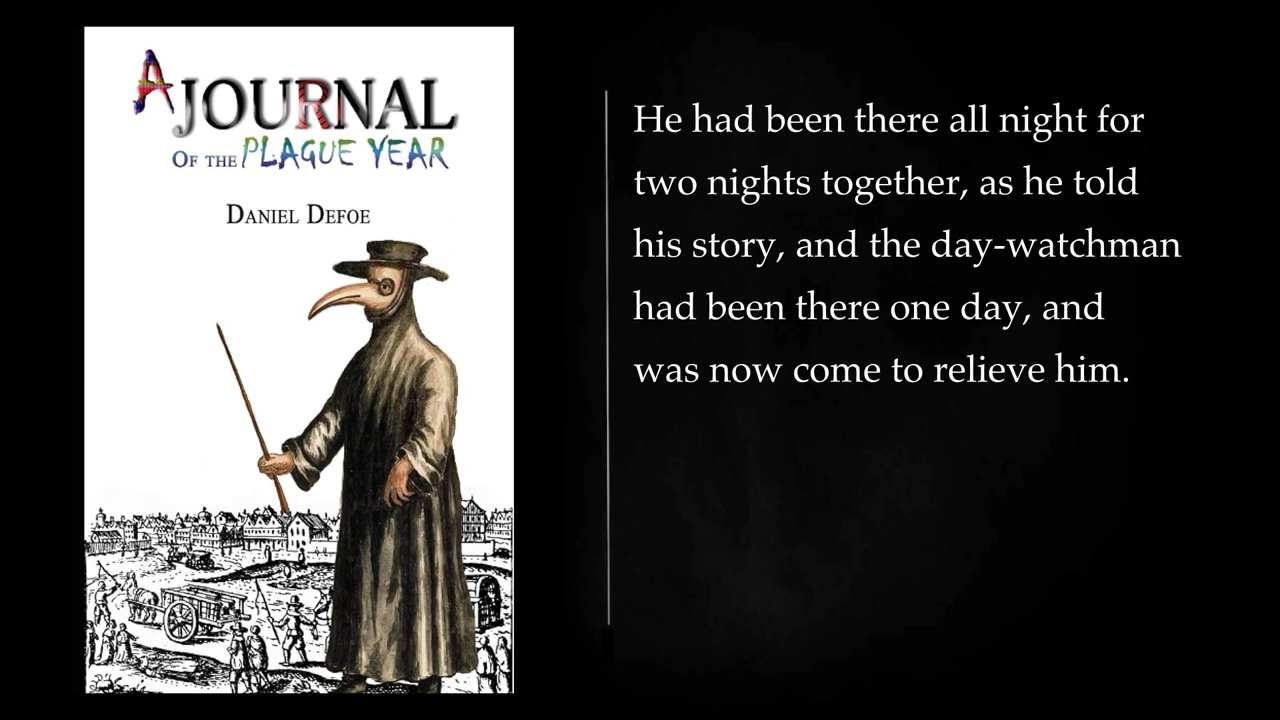 A JOURNAL
OF THE PLAGUE YEAR
DANIEL DEFOE
He had been there all night for
two nights together, as he told
his story, and the day-watchman
had been there one day, and
was now come to relieve him.